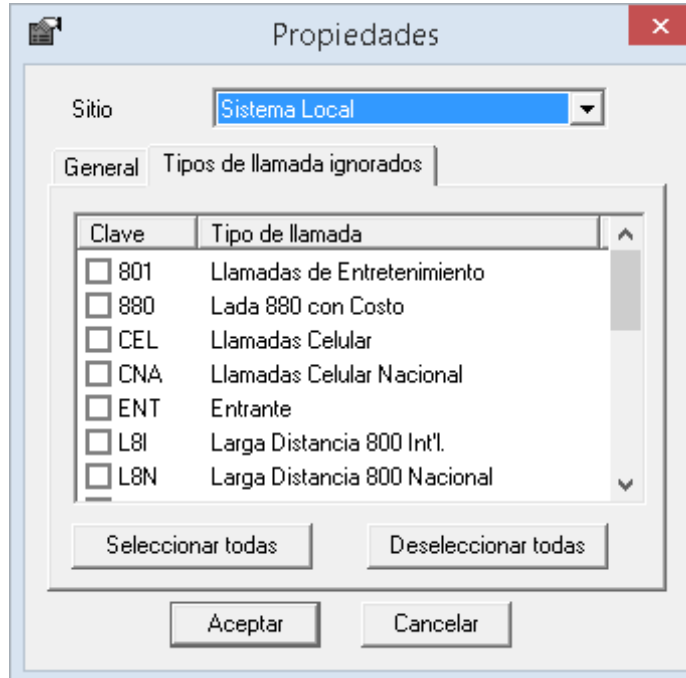 Propiedades
Sitio Sistema Local
General Tipos de llamada ignorados
Clave Tipo de llamada
801 Llamadas de Entretenimiento
880 Lada 880 con Costo
CEL Llamadas Celular
CNA Llamadas Celular Nacional
ENT Entrante
L8I Larga Distancia 800 Int'l.
L8N Larga Distancia 800 Nacional
Seleccionar todas Deseleccionar todas
Aceptar Cancelar